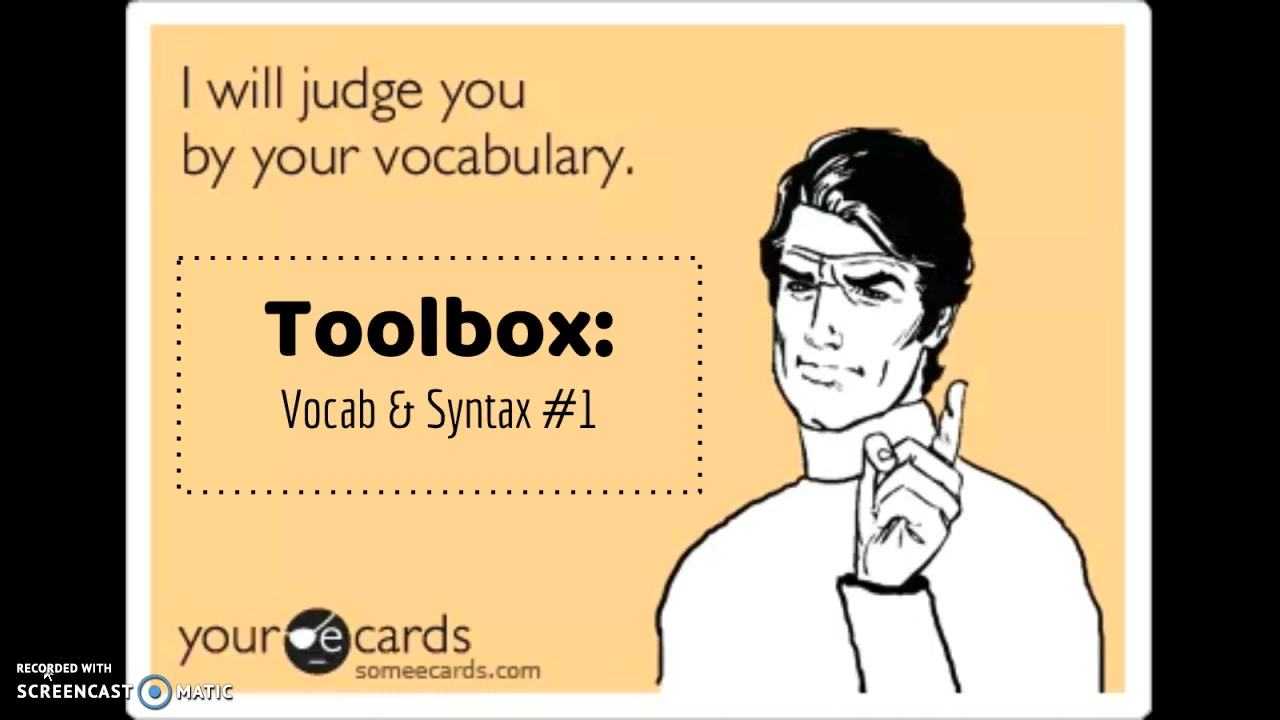 I will judge you
by your vocabulary.
Toolbox:
Vocab & Syntax #1
your e cards
someecards.com
RECORDED WITH
SCREENCAST MATIC